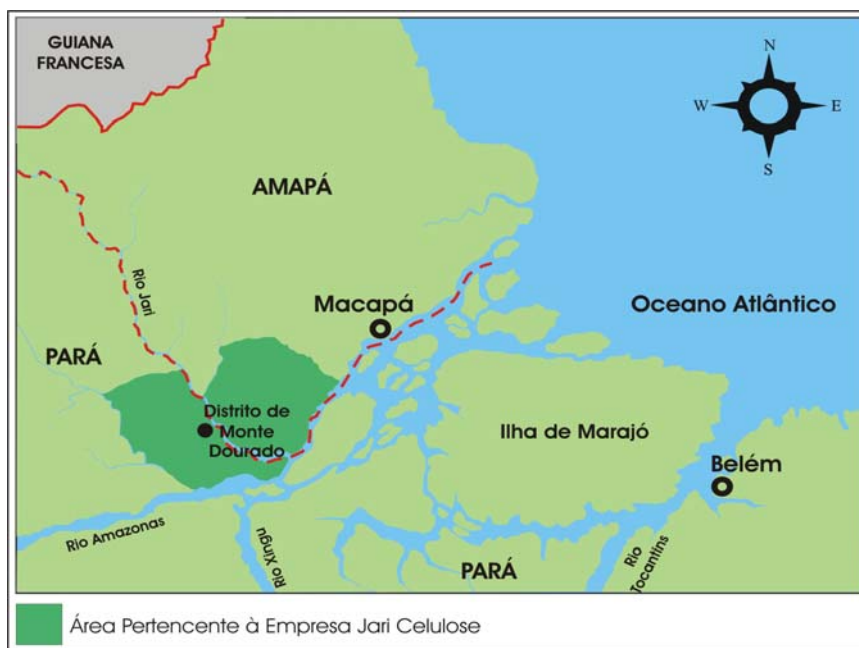 GUIANA
FRANCESA
N
W
E
S
AMAPÁ
Rio Jari
Macapá
Oceano Atlântico
PARÁ
Distrito de
Monte
Dourado
Ilha de Marajó
Belém
Rio Amazonas
Rio Xingu
PARÁ
Rio
Tocantins
Área Pertencente à Empresa Jari Celulose